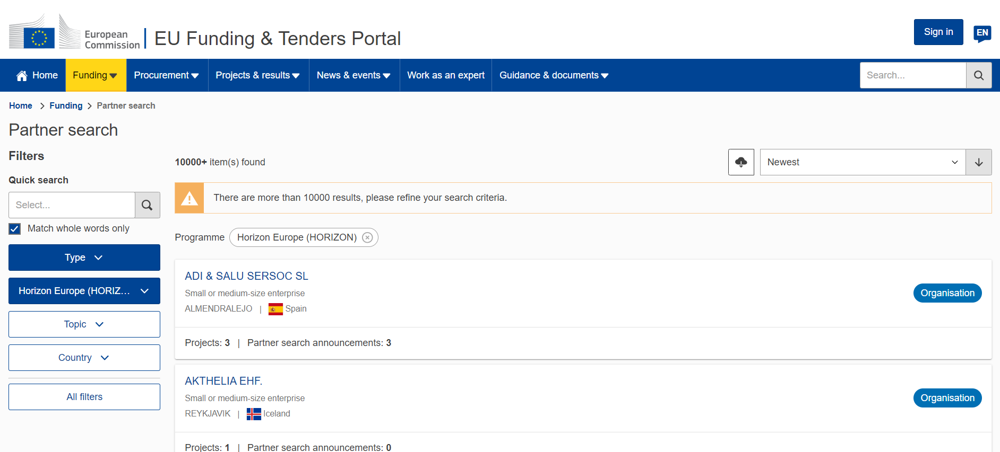 European
Commission
EU Funding & Tenders Portal
Sign in
EN
Home
Funding
Procurement
Projects & results
News & events
Work as an expert
Guidance & documents
Search...
Home
Funding
Partner search
Partner search
Filters
Quick search
Select...
Match whole words only
Type
Horizon Europe (HORIZ...
Topic
Country
All filters
10000+ item(s) found
Newest
There are more than 10000 results, please refine your search criteria.
Programme
Horizon Europe (HORIZON)
ADI & SALU SERSOC SL
Small or medium-size enterprise
ALMENDRALEJO | Spain
Organisation
Projects: 3 | Partner search announcements: 3
AKTHELIA EHF.
Small or medium-size enterprise
REYKJAVIK | Iceland
Organisation
Projects: 1 | Partner search announcements: 0